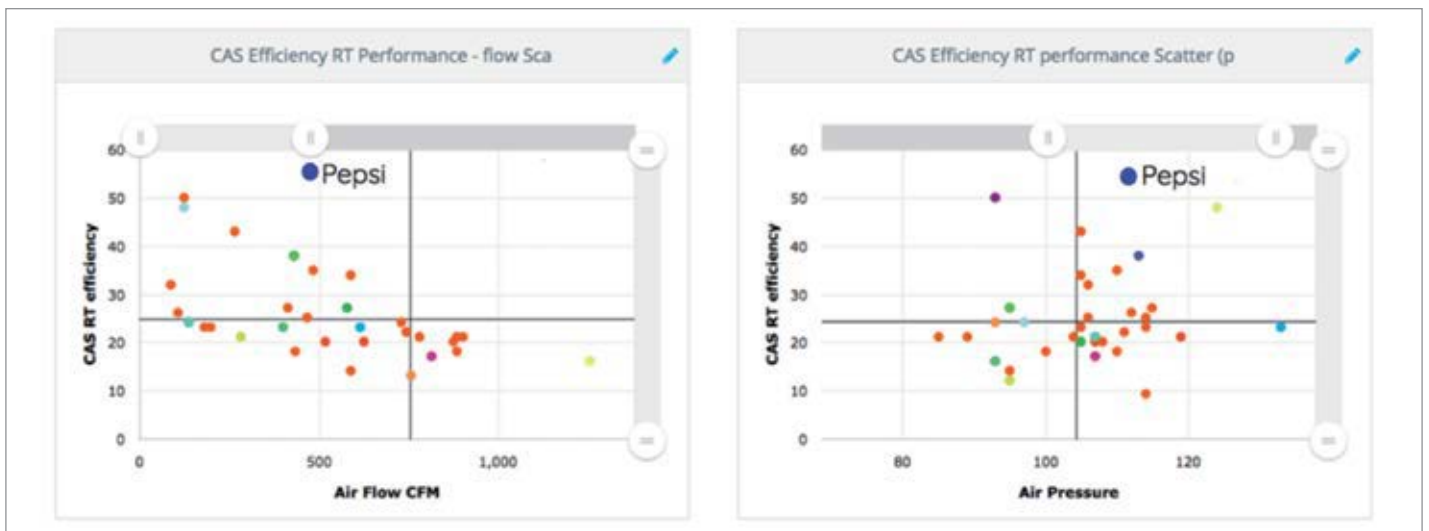 CAS Efficiency RT Performance - flow Sca
60
50
40
30
20
10
0
CAS RT efficiency
Pepsi
0 500 1,000
Air Flow CFM
CAS Efficiency RT performance Scatter (p
60
50
40
30
20
10
0
CAS RT efficiency
Pepsi
80 100 120
Air Pressure